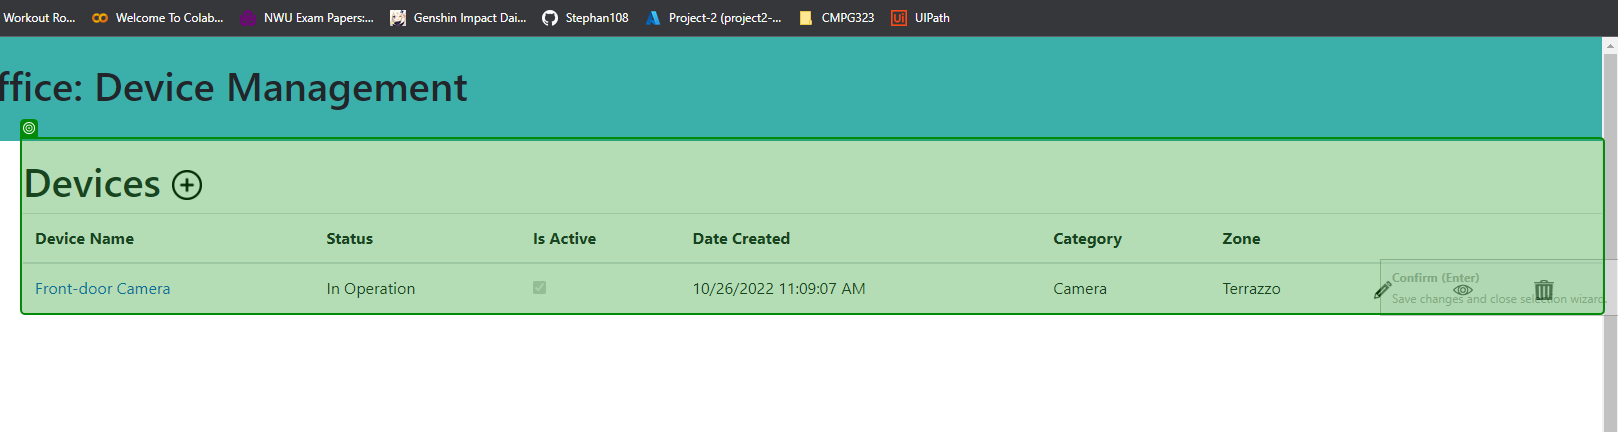 Workout Ro... Welcome To Colab... NWU Exam Papers:... Genshin Impact Dai... Stephan108 Project-2 (project2-... CMPG323 Ui UIPath
ffice: Device Management
Devices
Device Name Status Is Active Date Created Category Zone
Confirm (Enter)
Front-door Camera In Operation 10/26/2022 11:09:07 AM Camera Terrazzo
Save changes and close selection wizard.